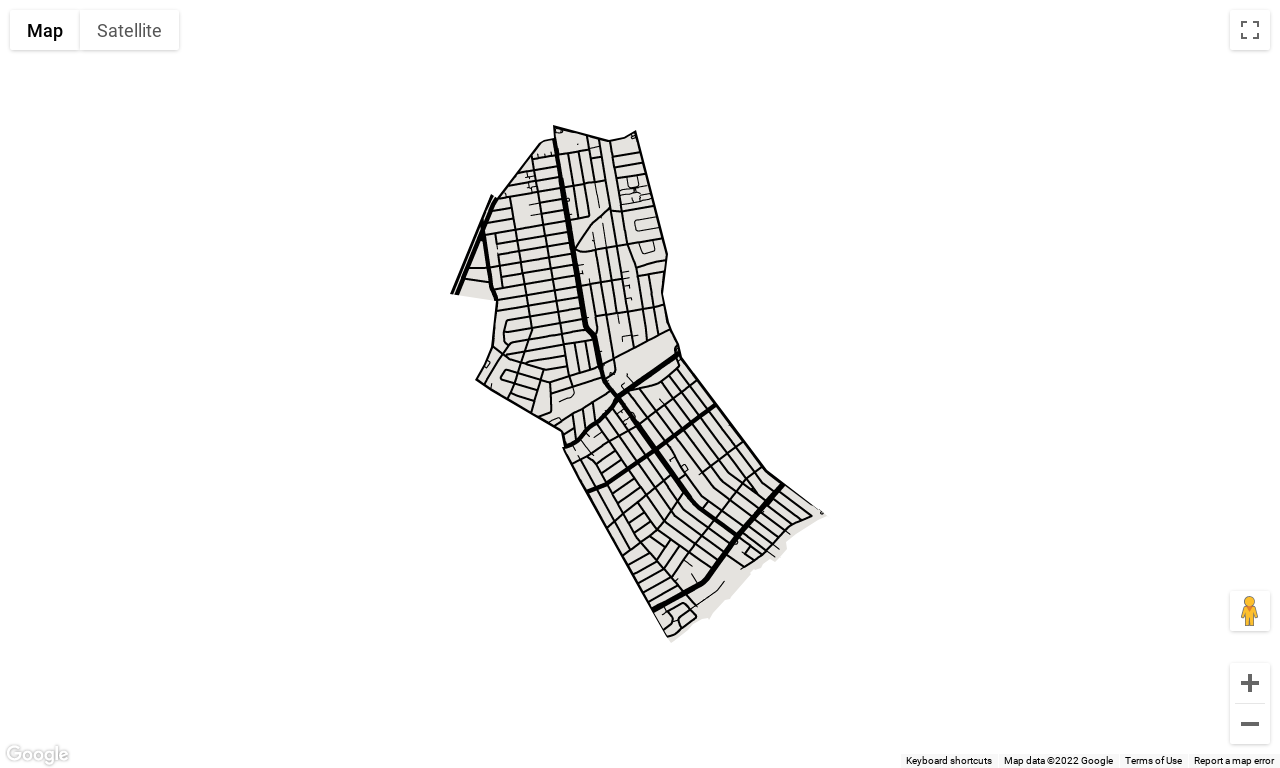 Map
Satellite
Google
Keyboard shortcuts
Map data ©2022 Google
Terms of Use
Report a map error